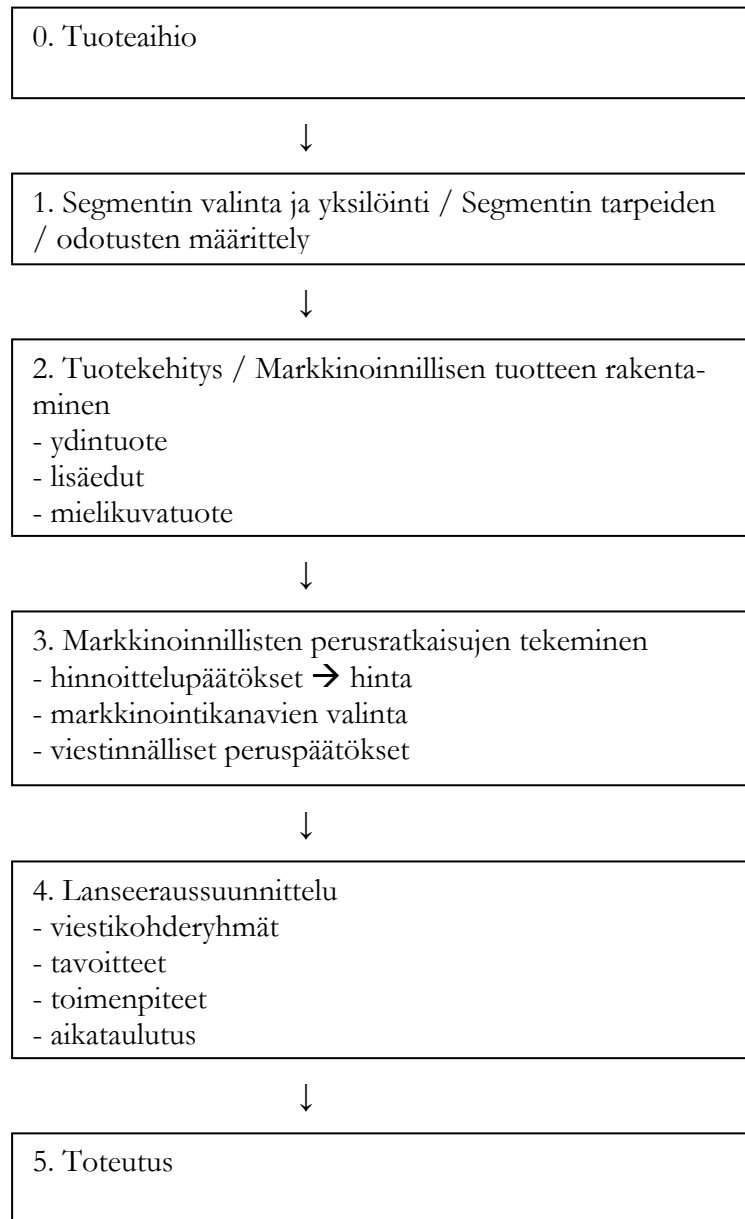 0. Tuoteaihio
↓
1. Segmentin valinta ja yksilöinti / Segmentin tarpeiden
/ odotusten määrittely
↓
2. Tuotekehitys / Markkinoinnillisen tuotteen rakenta-
minen
- ydintuote
- lisäedut
- mielikuvatuote
↓
3. Markkinoinnillisten perusratkaisujen tekeminen
- hinnoittelupäätökset → hinta
- markkinointikanavien valinta
- viestinnälliset peruspäätökset
↓
4. Lanseeraussuunnittelu
- viestikohderyhmät
- tavoitteet
- toimenpiteet
- aikataulutus
↓
5. Toteutus